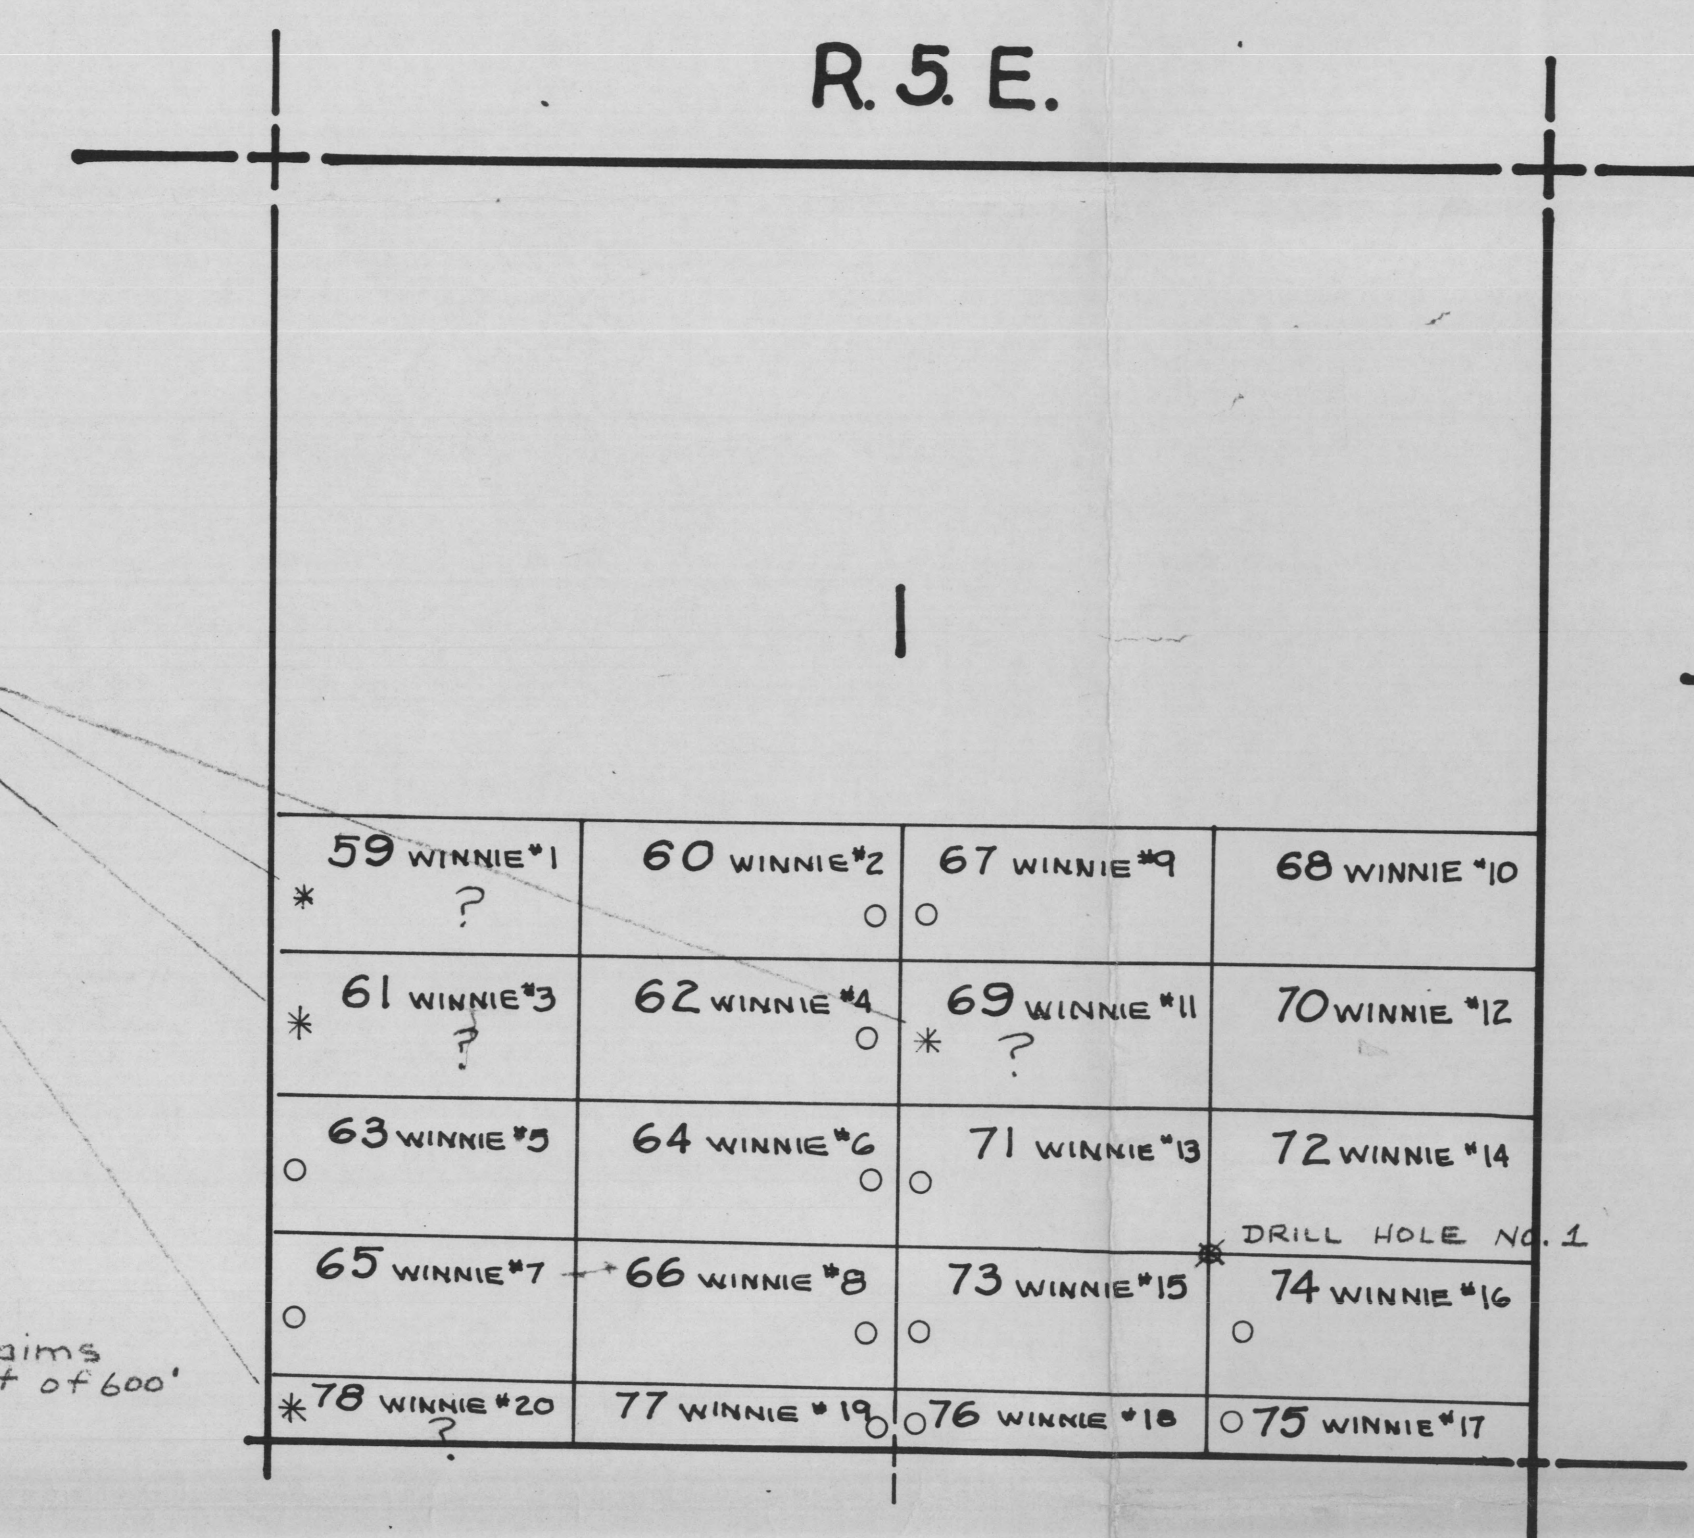 R. 5. E.
1
59 WINNIE #1
60 WINNIE #2
67 WINNIE #9
68 WINNIE #10
?
61 WINNIE #3
62 WINNIE #4
69 WINNIE #11
70 WINNIE #12
?
?
63 WINNIE #5
64 WINNIE #6
71 WINNIE #13
72 WINNIE #14
DRILL HOLE NO. 1
65 WINNIE #7
66 WINNIE #8
73 WINNIE #15
74 WINNIE #16
aims
of 600'
78 WINNIE #20
77 WINNIE #19
76 WINNIE #18
75 WINNIE #17
?